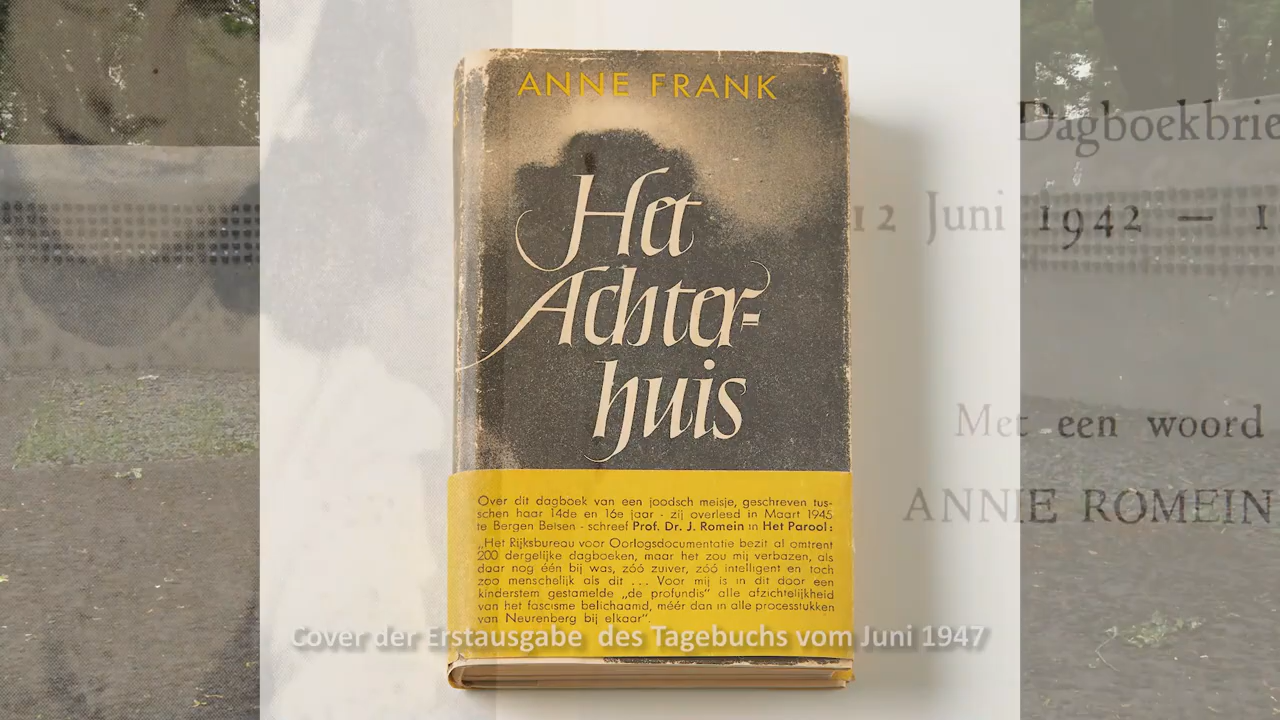 ANNE FRANK
Het
Achter-
huis
Over dit dagboek van een joodsch meisje, geschreven tus-
schen haar 14de en 16e jaar - zij overleed in Maart 1945
te Bergen Belsen - schreef Prof. Dr. J. Romein in Het Parool:
„Het Rijksbureau voor Oorlogsdocumentatie bezit al omtrent
200 dergelijke dagboeken, maar het zou mij verbazen, als
daar nog één bij was, zóó zuiver, zóó intelligent en toch
zoo menschelijk als dit ... Voor mij is in dit door een
kinderstem gestamelde „de profundis" alle afzichtelijkheid
van het fascisme belichaamd, méér dan in alle processtukken
van Neurenberg bij elkaar".
Cover der Erstausgabe des Tagebuchs vom Juni 1947
Dagboekbrie
12 Juni 1942 — 1
Met een woord
ANNIE ROMEIN